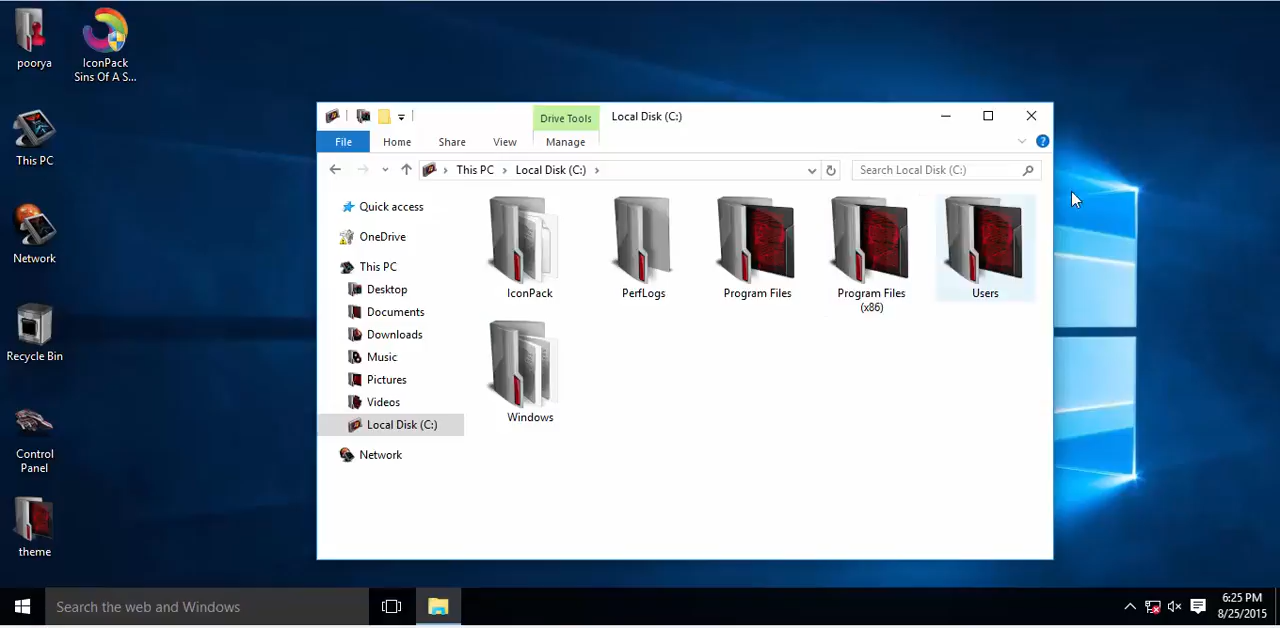 poorya
IconPack
Sins Of A S...
This PC
Network
Recycle Bin
Control
Panel
theme
Drive Tools
Local Disk (C:)
File
Home
Share
View
Manage
This PC
Local Disk (C:)
Search Local Disk (C:)
Quick access
OneDrive
This PC
Desktop
Documents
Downloads
Music
Pictures
Videos
Local Disk (C:)
Network
IconPack
PerfLogs
Program Files
Program Files
(x86)
Users
Windows
Search the web and Windows
6:25 PM
8/25/2015